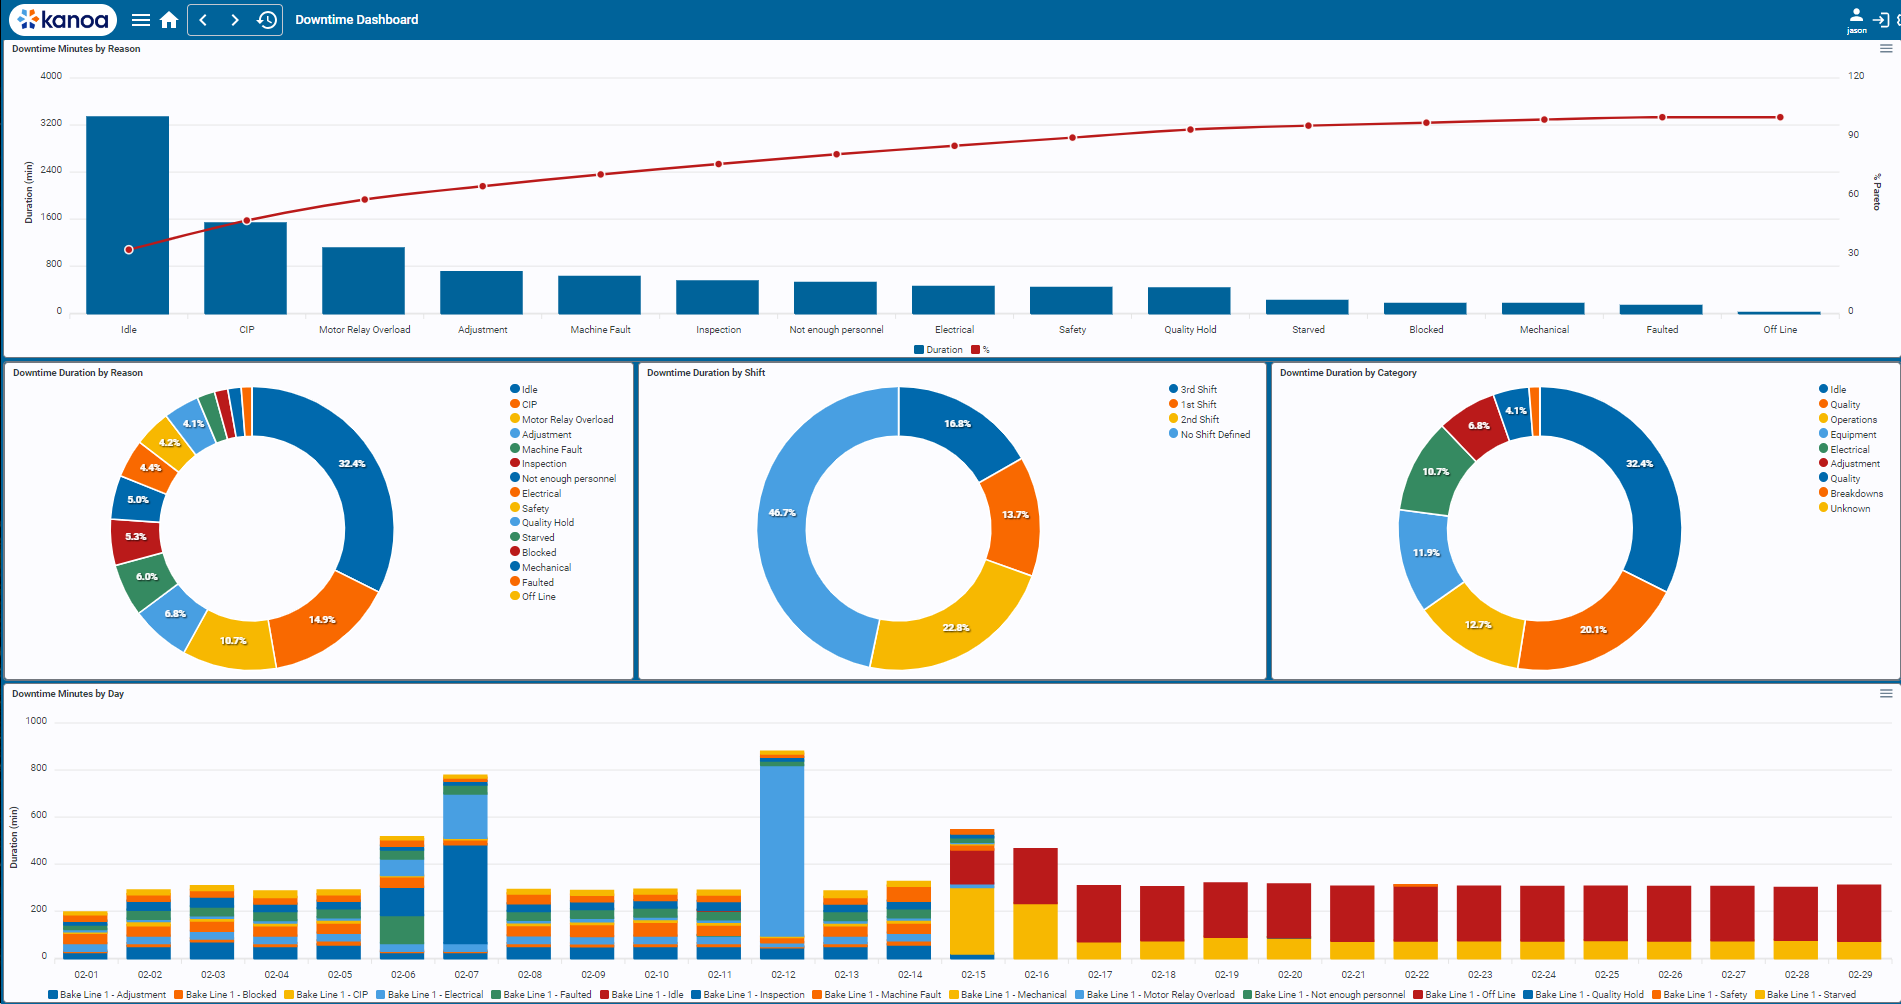 kanoa
Downtime Dashboard
jason
Downtime Minutes by Reason
4000
3200
2400
1600
800
0
Duration (min)
120
90
60
30
0
% Pareto
Idle CIP Motor Relay Overload Adjustment Machine Fault Inspection Not enough personnel Electrical Safety Quality Hold Starved Blocked Mechanical Faulted Off Line
Duration %
Downtime Duration by Reason
32.4%
14.9%
10.7%
6.8%
6.0%
5.3%
5.0%
4.4%
4.2%
4.1%
Idle
CIP
Motor Relay Overload
Adjustment
Machine Fault
Inspection
Not enough personnel
Electrical
Safety
Quality Hold
Starved
Blocked
Mechanical
Faulted
Off Line
Downtime Duration by Shift
16.8%
13.7%
22.8%
46.7%
3rd Shift
1st Shift
2nd Shift
No Shift Defined
Downtime Duration by Category
32.4%
20.1%
12.7%
11.9%
10.7%
6.8%
4.1%
Idle
Quality
Operations
Equipment
Electrical
Adjustment
Quality
Breakdowns
Unknown
Downtime Minutes by Day
1000
800
600
400
200
0
Duration (min)
02-01 02-02 02-03 02-04 02-05 02-06 02-07 02-08 02-09 02-10 02-11 02-12 02-13 02-14 02-15 02-16 02-17 02-18 02-19 02-20 02-21 02-22 02-23 02-24 02-25 02-26 02-27 02-28 02-29
Bake Line 1 - Adjustment Bake Line 1 - Blocked Bake Line 1 - CIP Bake Line 1 - Electrical Bake Line 1 - Faulted Bake Line 1 - Idle Bake Line 1 - Inspection Bake Line 1 - Machine Fault Bake Line 1 - Mechanical Bake Line 1 - Motor Relay Overload Bake Line 1 - Not enough personnel Bake Line 1 - Off Line Bake Line 1 - Quality Hold Bake Line 1 - Safety Bake Line 1 - Starved